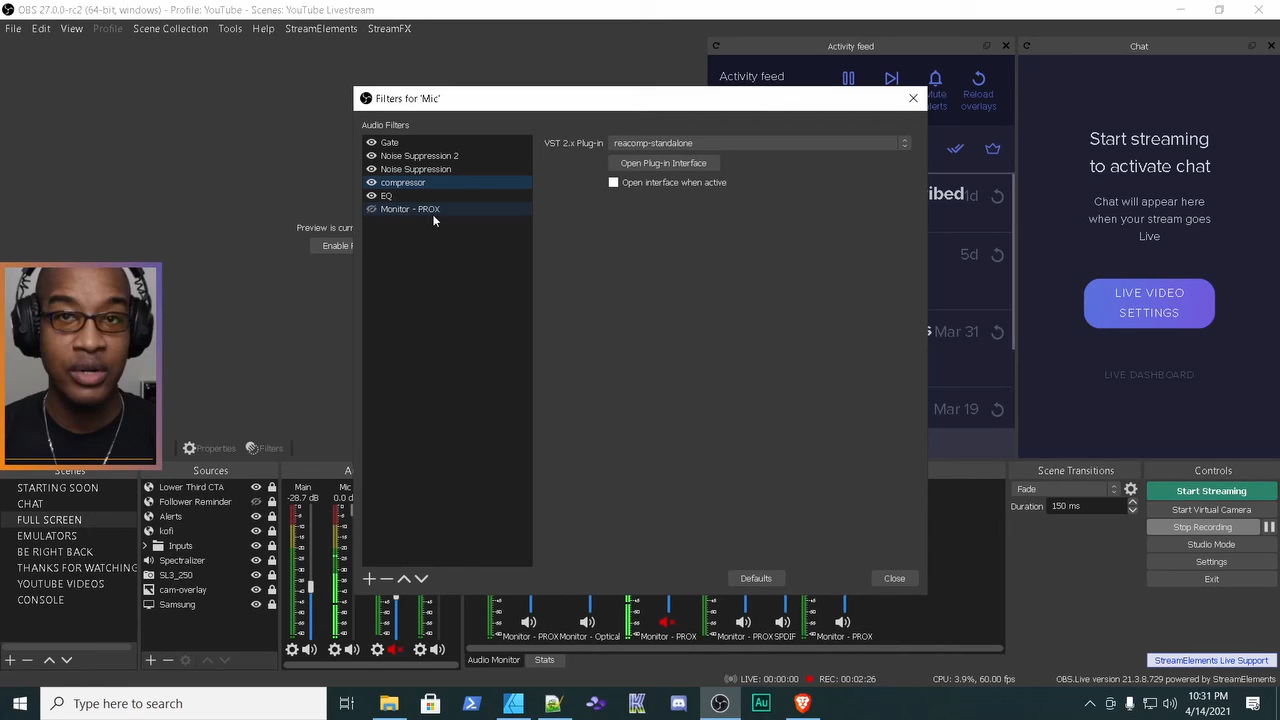 OBS 27.0.0-rc2 (64-bit, windows) - Profile: YouTube - Scenes: YouTube Livestream
File Edit View Profile Scene Collection Tools Help StreamElements StreamFX
Activity feed
Chat
Activity feed
Mute
Reload
overlays
Filters for 'Mic'
Audio Filters
Gate
Noise Suppression 2
Noise Suppression
compressor
EQ
Monitor - PROX
VST 2.x Plug-in reacomp-standalone
Open Plug-in Interface
Open interface when active
Defaults
Close
1d
5d
Mar 31
Mar 19
Start streaming
to activate chat
Chat will appear here
when your stream goes
Live
LIVE VIDEO
SETTINGS
LIVE DASHBOARD
Preview is
Enable
Properties Filters
Scenes
STARTING SOON
CHAT
FULL SCREEN
EMULATORS
BE RIGHT BACK
THANKS FOR WATCHING
YOUTUBE VIDEOS
CONSOLE
Sources
Lower Third CTA
Follower Reminder
Alerts
kofi
Inputs
Spectralizer
SL3_250
cam-overlay
Samsung
Main
-28.7 dB
Mic
0.0
Monitor - PROX Monitor - Optical Monitor - PROX Monitor - PROX SPDIF Monitor - PROX
Audio Monitor Stats
Scene Transitions
Fade
Duration 150 ms
Controls
Start Streaming
Start Virtual Camera
Stop Recording
Studio Mode
Settings
Exit
StreamElements Live Support
LIVE: 00:00:00 REC: 00:02:26 CPU: 3.9%, 60.00 fps
OBS.Live version 21.3.8.729 powered by StreamElements
Type here to search
Au
10:31 PM
4/14/2021